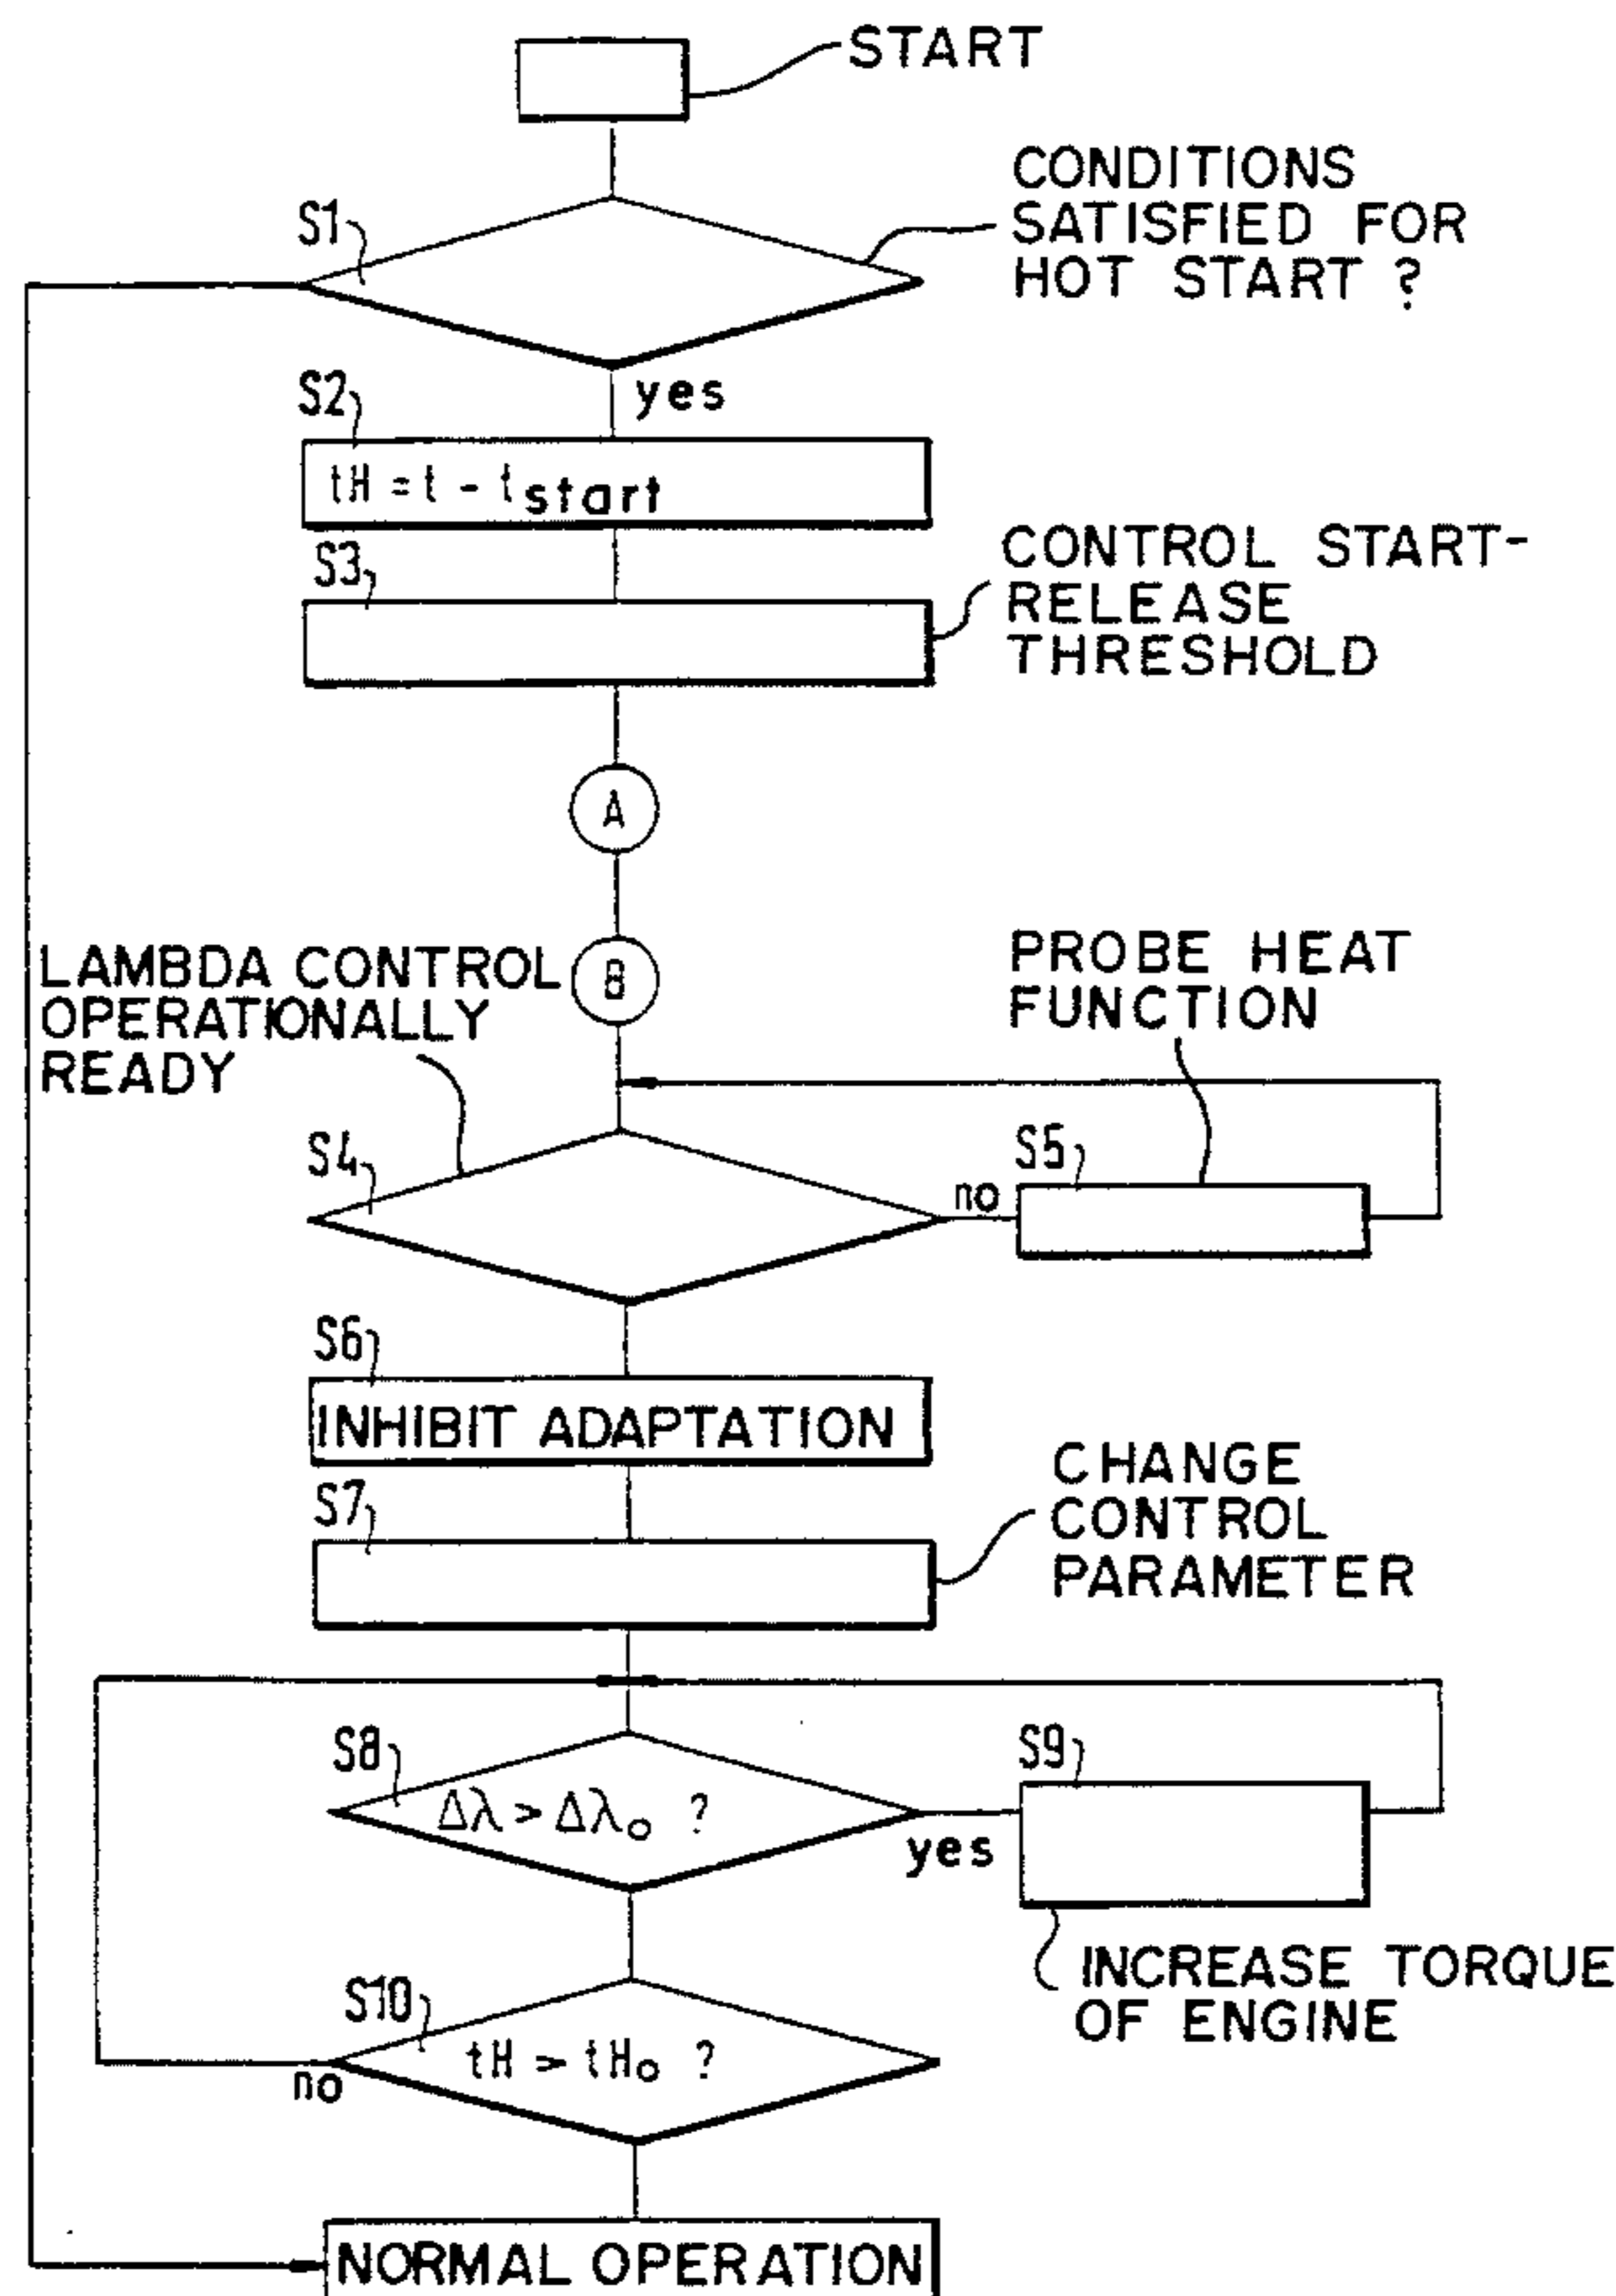 START
CONDITIONS
SATISFIED FOR
HOT START ?
S1
yes
S2
tH = t - tstart
S3
CONTROL START-
RELEASE
THRESHOLD
A
B
LAMBDA CONTROL
OPERATIONALLY
READY
PROBE HEAT
FUNCTION
S4
no
S5
S6
INHIBIT ADAPTATION
S7
CHANGE
CONTROL
PARAMETER
S8
Δλ > Δλo ?
yes
S9
INCREASE TORQUE
OF ENGINE
S10
tH > tHo ?
no
NORMAL OPERATION